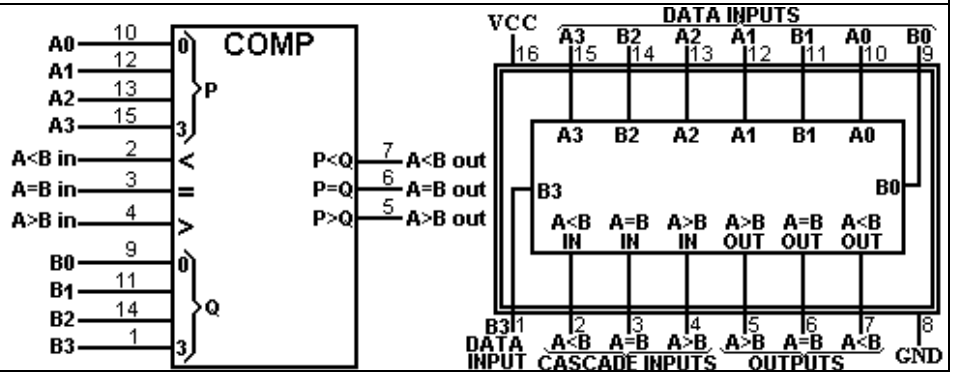 COMP
A0 10 0
A1 12
A2 13 P
A3 15 3
A<B in 2 <
A=B in 3 =
A>B in 4 >
B0 9 0
B1 11
B2 14 Q
B3 1 3
P<Q 7 A<B out
P=Q 6 A=B out
P>Q 5 A>B out
DATA INPUTS
VCC A3 B2 A2 A1 B1 A0 B0
16 15 14 13 12 11 10 9
A3 B2 A2 A1 B1 A0
B3 B0
A<B A=B A>B A>B A=B A<B
IN IN IN OUT OUT OUT
B3 1 2 3 4 5 6 7 8
DATA A<B A=B A>B A>B A=B A<B GND
INPUT CASCADE INPUTS OUTPUTS